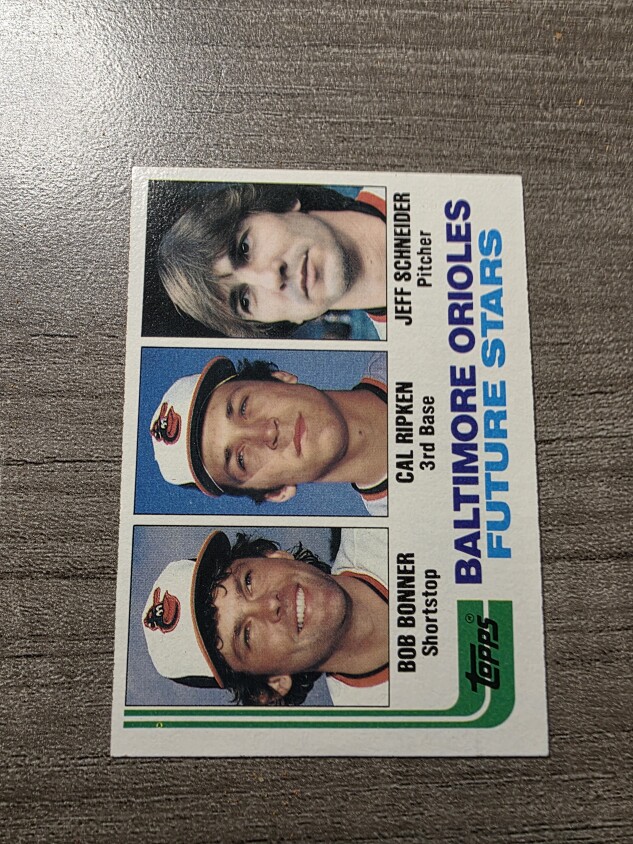 BOB BONNER
Shortstop
CAL RIPKEN
3rd Base
JEFF SCHNEIDER
Pitcher
TOPPS®
BALTIMORE ORIOLES
FUTURE STARS